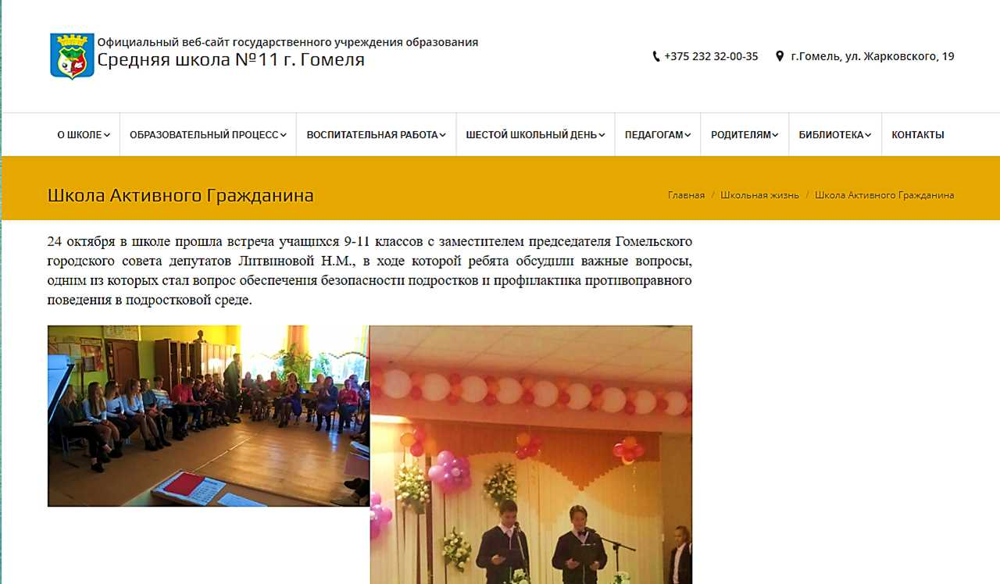 Официальный веб-сайт государственного учреждения образования
Средняя школа №11 г. Гомеля
+375 232 32-00-35
г.Гомель, ул. Жарковского, 19
О ШКОЛЕ
ОБРАЗОВАТЕЛЬНЫЙ ПРОЦЕСС
ВОСПИТАТЕЛЬНАЯ РАБОТА
ШЕСТОЙ ШКОЛЬНЫЙ ДЕНЬ
ПЕДАГОГАМ
РОДИТЕЛЯМ
БИБЛИОТЕКА
КОНТАКТЫ
Школа Активного Гражданина
Главная / Школьная жизнь / Школа Активного Гражданина
24 октября в школе прошла встреча учащихся 9-11 классов с заместителем председателя Гомельского
городского совета депутатов Литвиновой Н.М., в ходе которой ребята обсудили важные вопросы,
одним из которых стал вопрос обеспечения безопасности подростков и профилактика противоправного
поведения в подростковой среде.